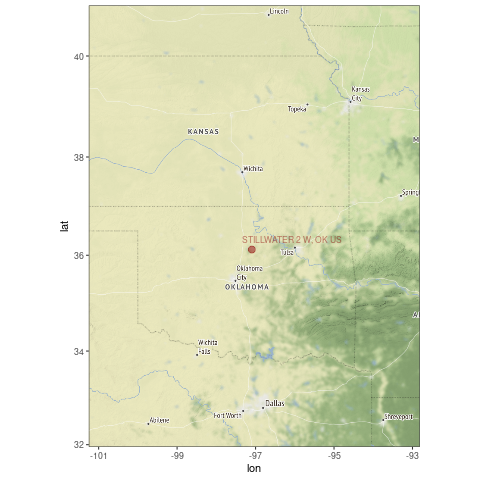 Lincoln
40
Kansas
City
Topeka
KANSAS
M
38
Wichita
Spring
lat
STILLWATER 2 W, OK US
36
Tulsa
Oklahoma
City
OKLAHOMA
A
34
Wichita
Falls
Dallas
Fort Worth
Abilene
Shreveport
32
-101
-99
-97
-95
-93
lon